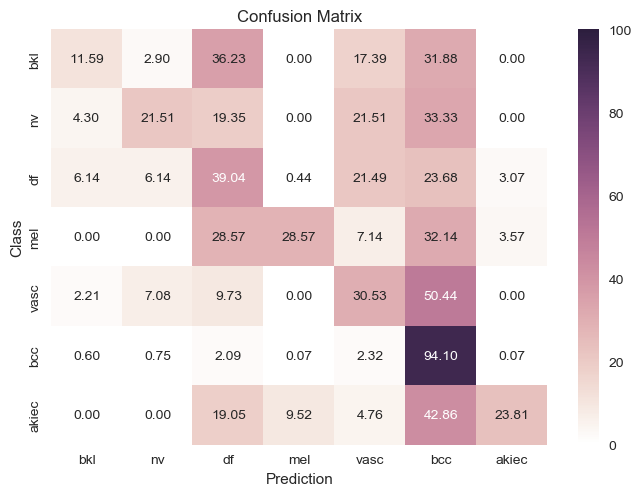 Confusion Matrix
bkl 11.59 2.90 36.23 0.00 17.39 31.88 0.00
nv 4.30 21.51 19.35 0.00 21.51 33.33 0.00
df 6.14 6.14 39.04 0.44 21.49 23.68 3.07
mel 0.00 0.00 28.57 28.57 7.14 32.14 3.57
vasc 2.21 7.08 9.73 0.00 30.53 50.44 0.00
bcc 0.60 0.75 2.09 0.07 2.32 94.10 0.07
akiec 0.00 0.00 19.05 9.52 4.76 42.86 23.81
bkl nv df mel vasc bcc akiec
Prediction
Class
100
80
60
40
20
0